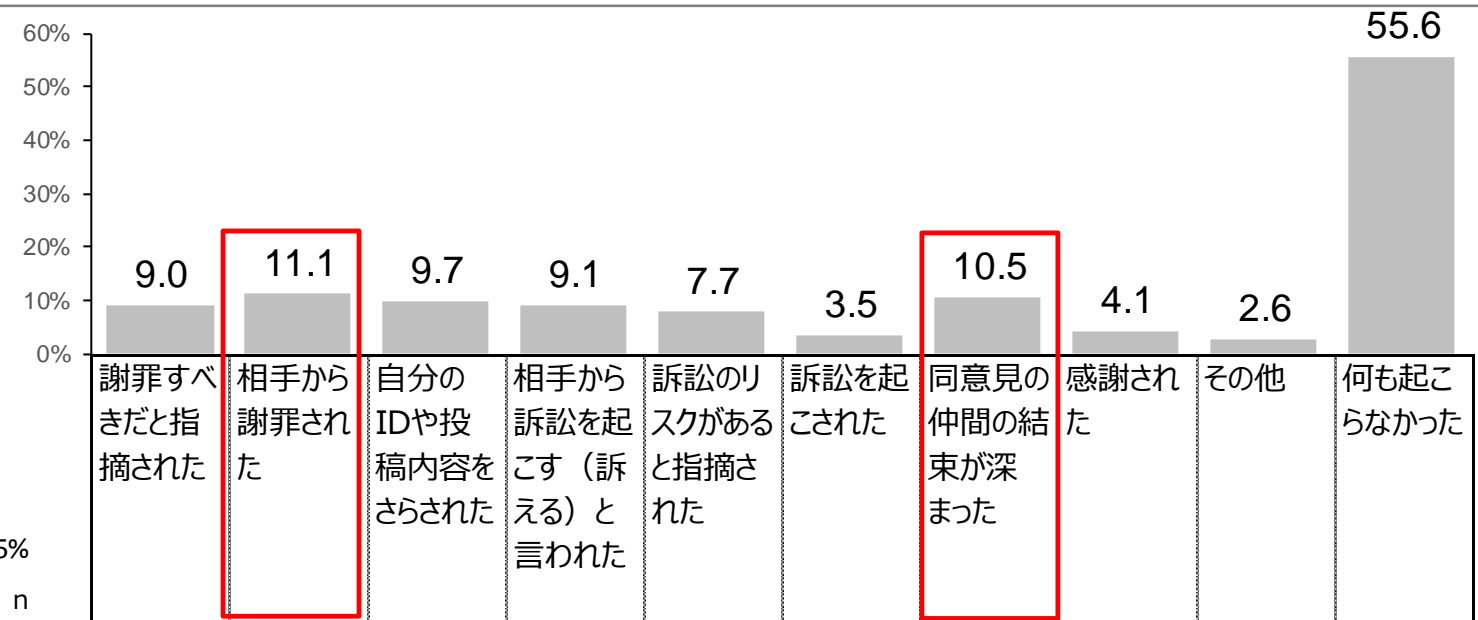 60%
50%
40%
30%
20%
10%
0%
9.0
11.1
9.7
9.1
7.7
3.5
10.5
4.1
2.6
55.6
謝罪すべ
きだと指
摘された
相手から
謝罪され
た
自分の
IDや投
稿内容を
さらされた
相手から
訴訟を起
こす（訴
える）と
言われた
訴訟のリ
スクがある
と指摘さ
れた
訴訟を起
こされた
同意見の
仲間の結
束が深
まった
感謝され
た
その他
何も起こ
らなかった
5%
n